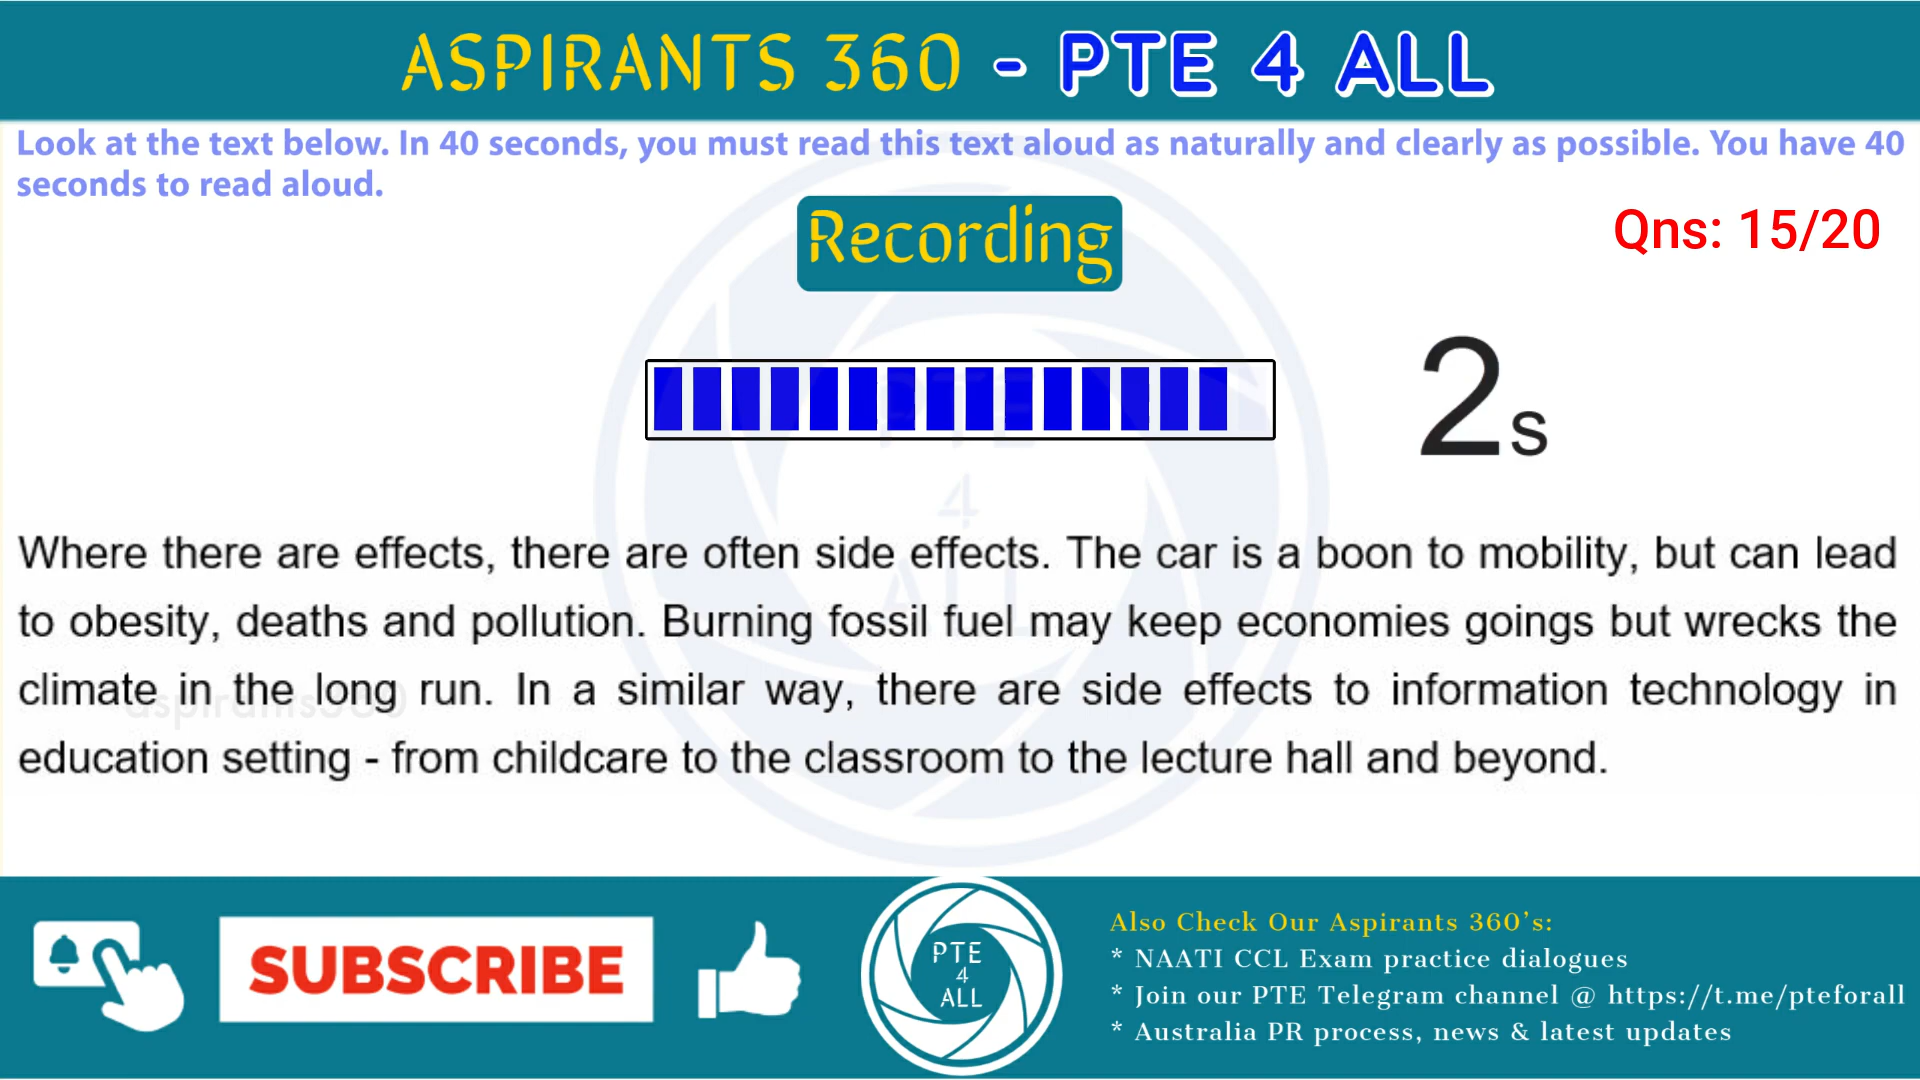 ASPIRANTS 360 - PTE 4 ALL
Look at the text below. In 40 seconds, you must read this text aloud as naturally and clearly as possible. You have 40
seconds to read aloud.
Recording
Qns: 15/20
2s
PTE
4
ALL
Where there are effects, there are often side effects. The car is a boon to mobility, but can lead
to obesity, deaths and pollution. Burning fossil fuel may keep economies goings but wrecks the
climate in the long run. In a similar way, there are side effects to information technology in
aspirants360
education setting - from childcare to the classroom to the lecture hall and beyond.
SUBSCRIBE
PTE
4
ALL
Also Check Our Aspirants 360's:
* NAATI CCL Exam practice dialogues
* Join our PTE Telegram channel @ https://t.me/pteforall
* Australia PR process, news & latest updates